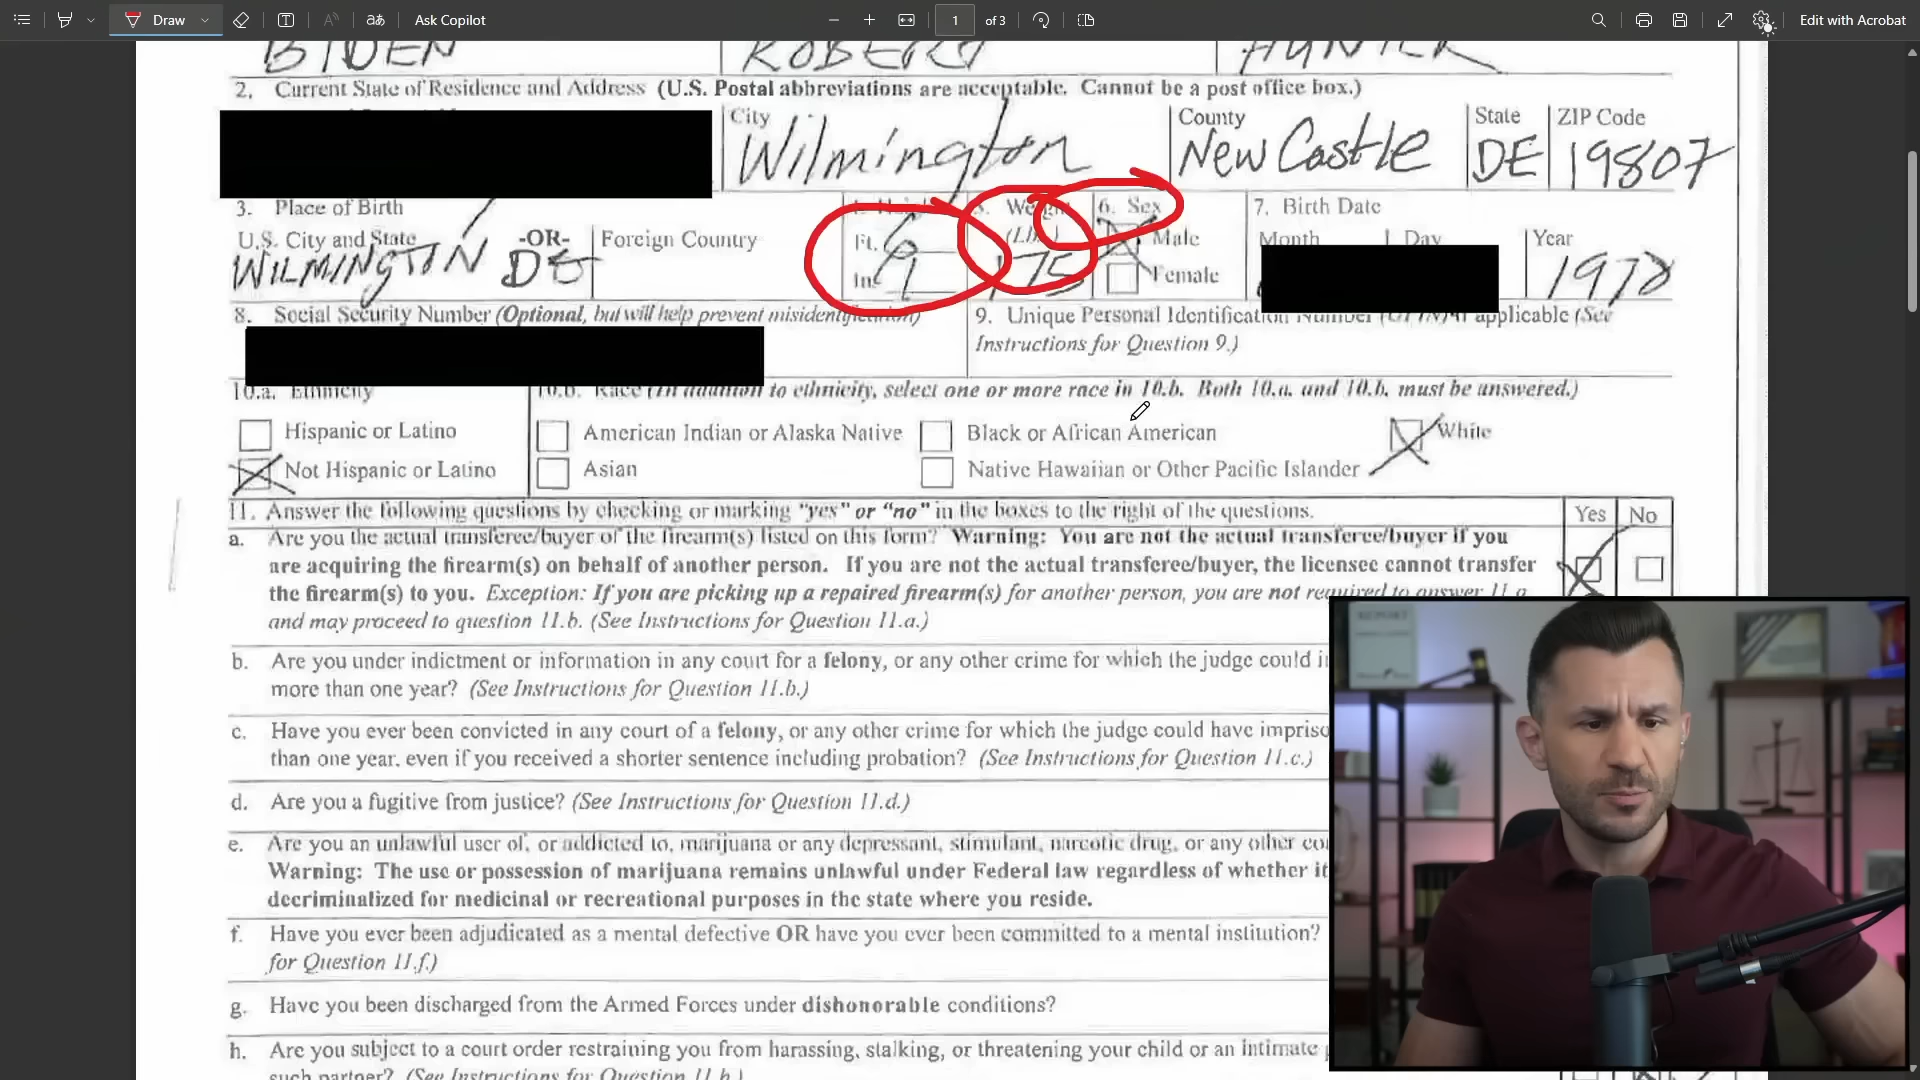 Draw
aあ
Ask Copilot
1 of 3
Edit with Acrobat
BIDEN ROBERT HUNTER
2. Current State of Residence and Address (U.S. Postal abbreviations are acceptable. Cannot be a post office box.)
City County State ZIP Code
Wilmington New Castle DE 19807
3. Place of Birth 5. 6. Sex 7. Birth Date
U.S. City and State -OR- Foreign Country Ft. 6 Male Month Day Year
WILMINGTON DE In. 1 175 Female 1970
8. Social Security Number (Optional, but will help prevent misidentification) 9. Unique Personal Identification Number (UPIN) if applicable (See
Instructions for Question 9.)
10.a. Ethnicity 10.b. Race (In addition to ethnicity, select one or more race in 10.b. Both 10.a. and 10.b. must be answered.)
Hispanic or Latino American Indian or Alaska Native Black or African American White
Not Hispanic or Latino Asian Native Hawaiian or Other Pacific Islander
11. Answer the following questions by checking or marking “yes” or “no” in the boxes to the right of the questions. Yes No
a. Are you the actual transferee/buyer of the firearm(s) listed on this form? Warning: You are not the actual transferee/buyer if you
are acquiring the firearm(s) on behalf of another person. If you are not the actual transferee/buyer, the licensee cannot transfer
the firearm(s) to you. Exception: If you are picking up a repaired firearm(s) for another person, you are not required to answer 11.a.
and may proceed to question 11.b. (See Instructions for Question 11.a.)
b. Are you under indictment or information in any court for a felony, or any other crime for which the judge could
more than one year? (See Instructions for Question 11.b.)
c. Have you ever been convicted in any court of a felony, or any other crime for which the judge could have impriso
than one year, even if you received a shorter sentence including probation? (See Instructions for Question 11.c.)
d. Are you a fugitive from justice? (See Instructions for Question 11.d.)
e. Are you an unlawful user of, or addicted to, marijuana or any depressant, stimulant, narcotic drug, or any other co
Warning: The use or possession of marijuana remains unlawful under Federal law regardless of whether it
decriminalized for medicinal or recreational purposes in the state where you reside.
f. Have you ever been adjudicated as a mental defective OR have you ever been committed to a mental institution?
for Question 11.f.)
g. Have you been discharged from the Armed Forces under dishonorable conditions?
h. Are you subject to a court order restraining you from harassing, stalking, or threatening your child or an intimate
such partner? (See Instructions for Question 11.h.)